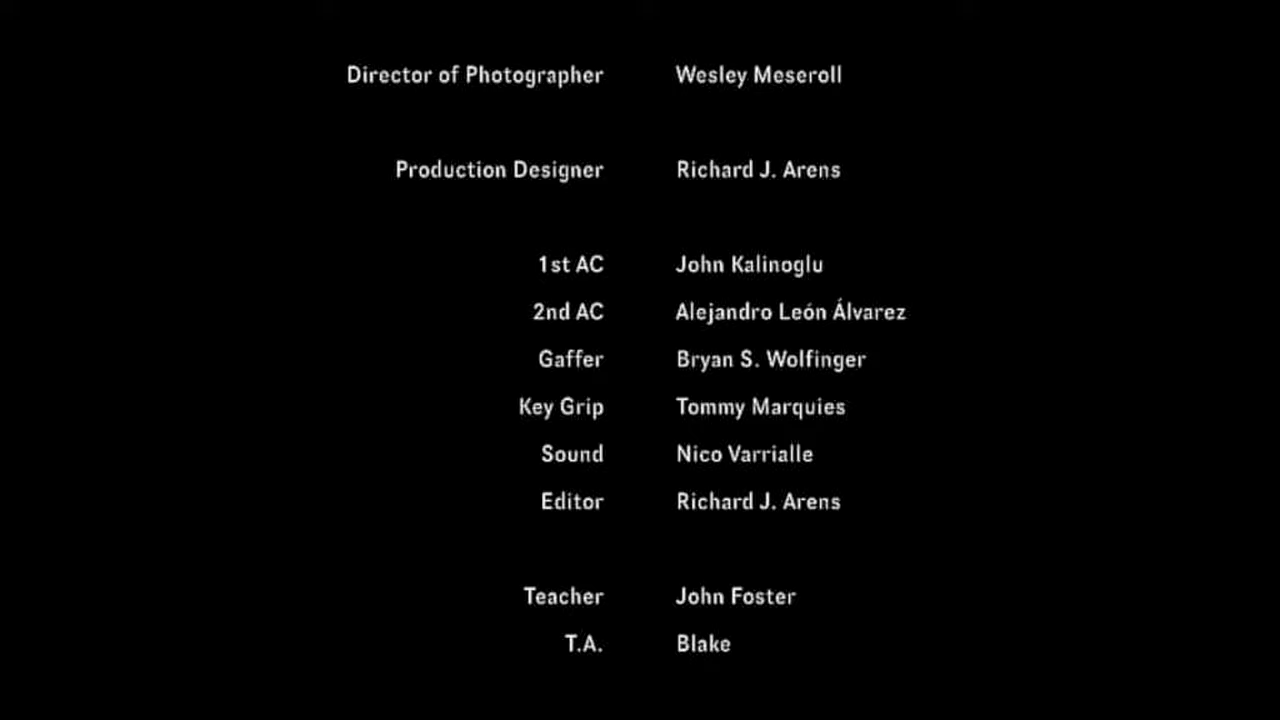 Director of Photographer Wesley Meseroll
Production Designer Richard J. Arens
1st AC John Kalinoglu
2nd AC Alejandro León Álvarez
Gaffer Bryan S. Wolfinger
Key Grip Tommy Marquies
Sound Nico Varrialle
Editor Richard J. Arens
Teacher John Foster
T.A. Blake